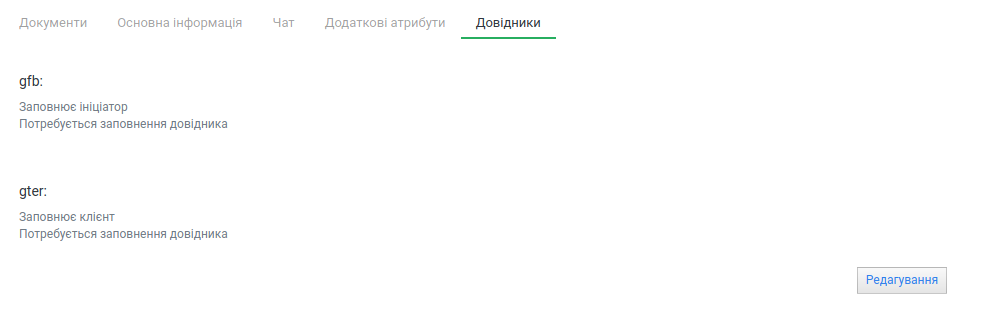 Документи Основна інформація Чат Додаткові атрибути Довідники
gfb:
Заповнює ініціатор
Потребується заповнення довідника
gter:
Заповнює клієнт
Потребується заповнення довідника
Редагування